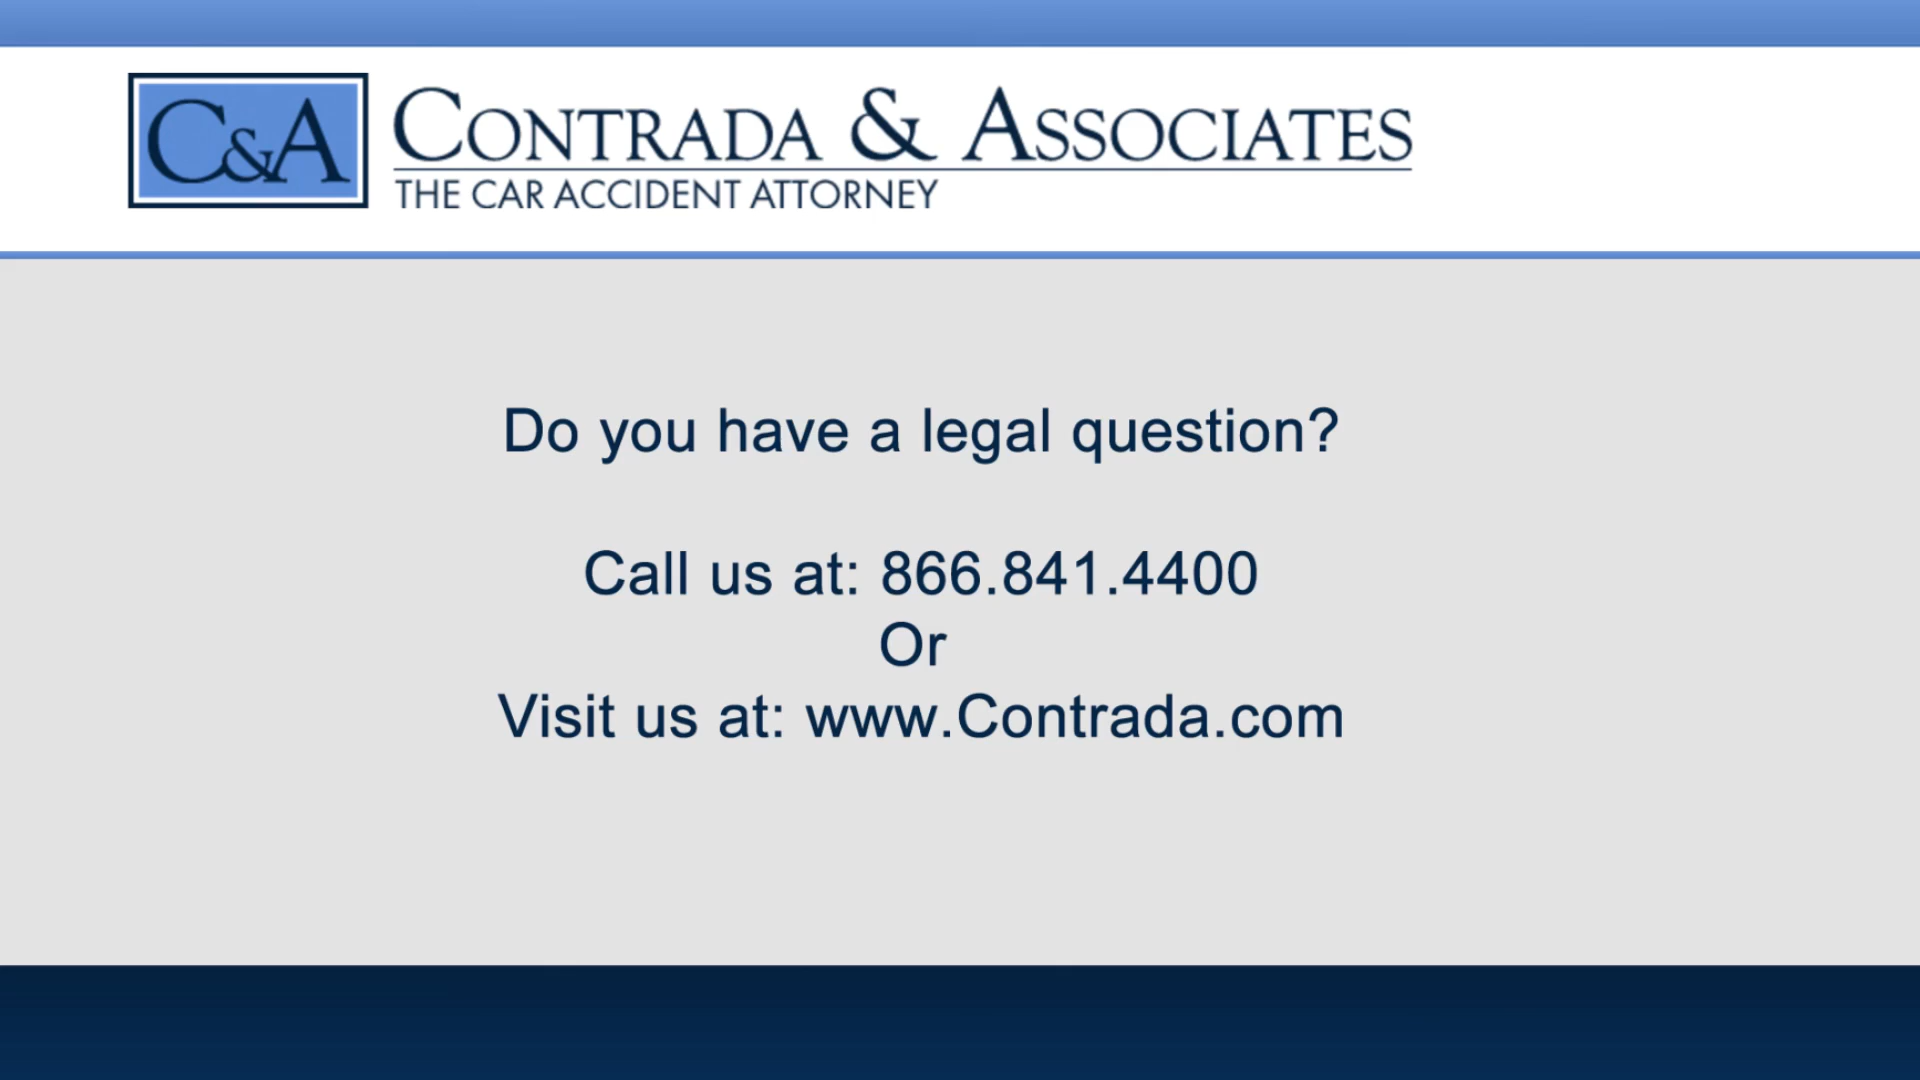 C&A
CONTRADA & ASSOCIATES
THE CAR ACCIDENT ATTORNEY
Do you have a legal question?
Call us at: 866.841.4400
Or
Visit us at: www.Contrada.com